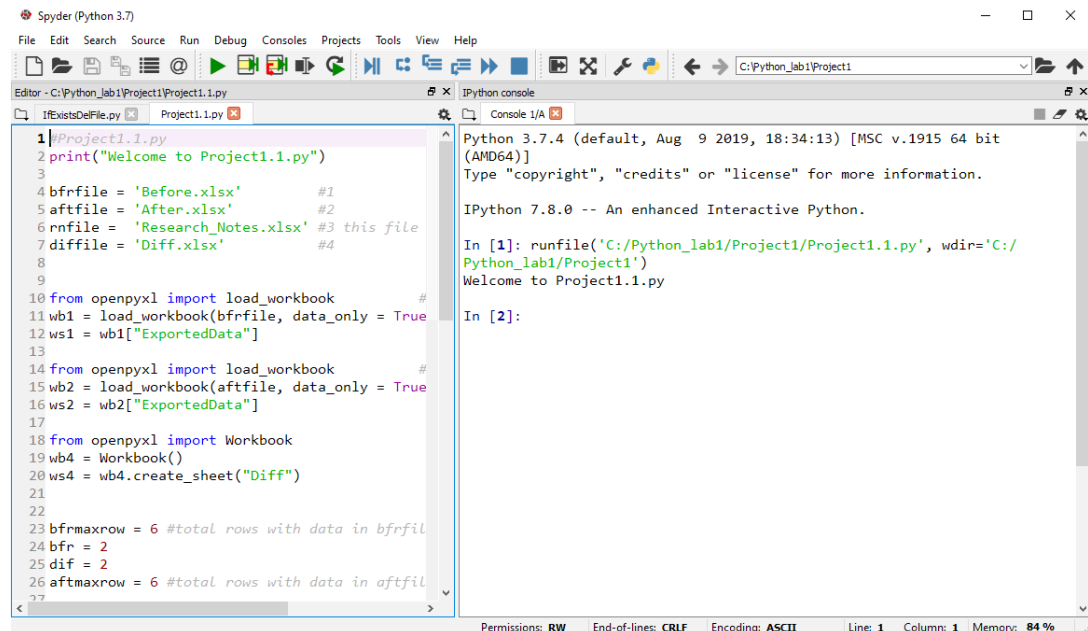 Spyder (Python 3.7)
File Edit Search Source Run Debug Consoles Projects Tools View Help
C:\Python_lab1\Project1
Editor - C:\Python_lab1\Project1\Project1.1.py
IfExistsDelFile.py Project1.1.py
1 #Project1.1.py
2 print("Welcome to Project1.1.py")
3
4 bfrfile = 'Before.xlsx' #1
5 aftfile = 'After.xlsx' #2
6 rnfile = 'Research_Notes.xlsx' #3 this file
7 diffile = 'Diff.xlsx' #4
8
9
10 from openpyxl import load_workbook #
11 wb1 = load_workbook(bfrfile, data_only = True
12 ws1 = wb1["ExportedData"]
13
14 from openpyxl import load_workbook #
15 wb2 = load_workbook(aftfile, data_only = True
16 ws2 = wb2["ExportedData"]
17
18 from openpyxl import Workbook
19 wb4 = Workbook()
20 ws4 = wb4.create_sheet("Diff")
21
22
23 bfrmaxrow = 6 #total rows with data in bfrfil
24 bfr = 2
25 dif = 2
26 aftmaxrow = 6 #total rows with data in aftfil
27
IPython console
Console 1/A
Python 3.7.4 (default, Aug 9 2019, 18:34:13) [MSC v.1915 64 bit
(AMD64)]
Type "copyright", "credits" or "license" for more information.
IPython 7.8.0 -- An enhanced Interactive Python.
In [1]: runfile('C:/Python_lab1/Project1/Project1.1.py', wdir='C:/
Python_lab1/Project1')
Welcome to Project1.1.py
In [2]:
Permissions: RW End-of-lines: CRLF Encoding: ASCII Line: 1 Column: 1 Memory: 84 %